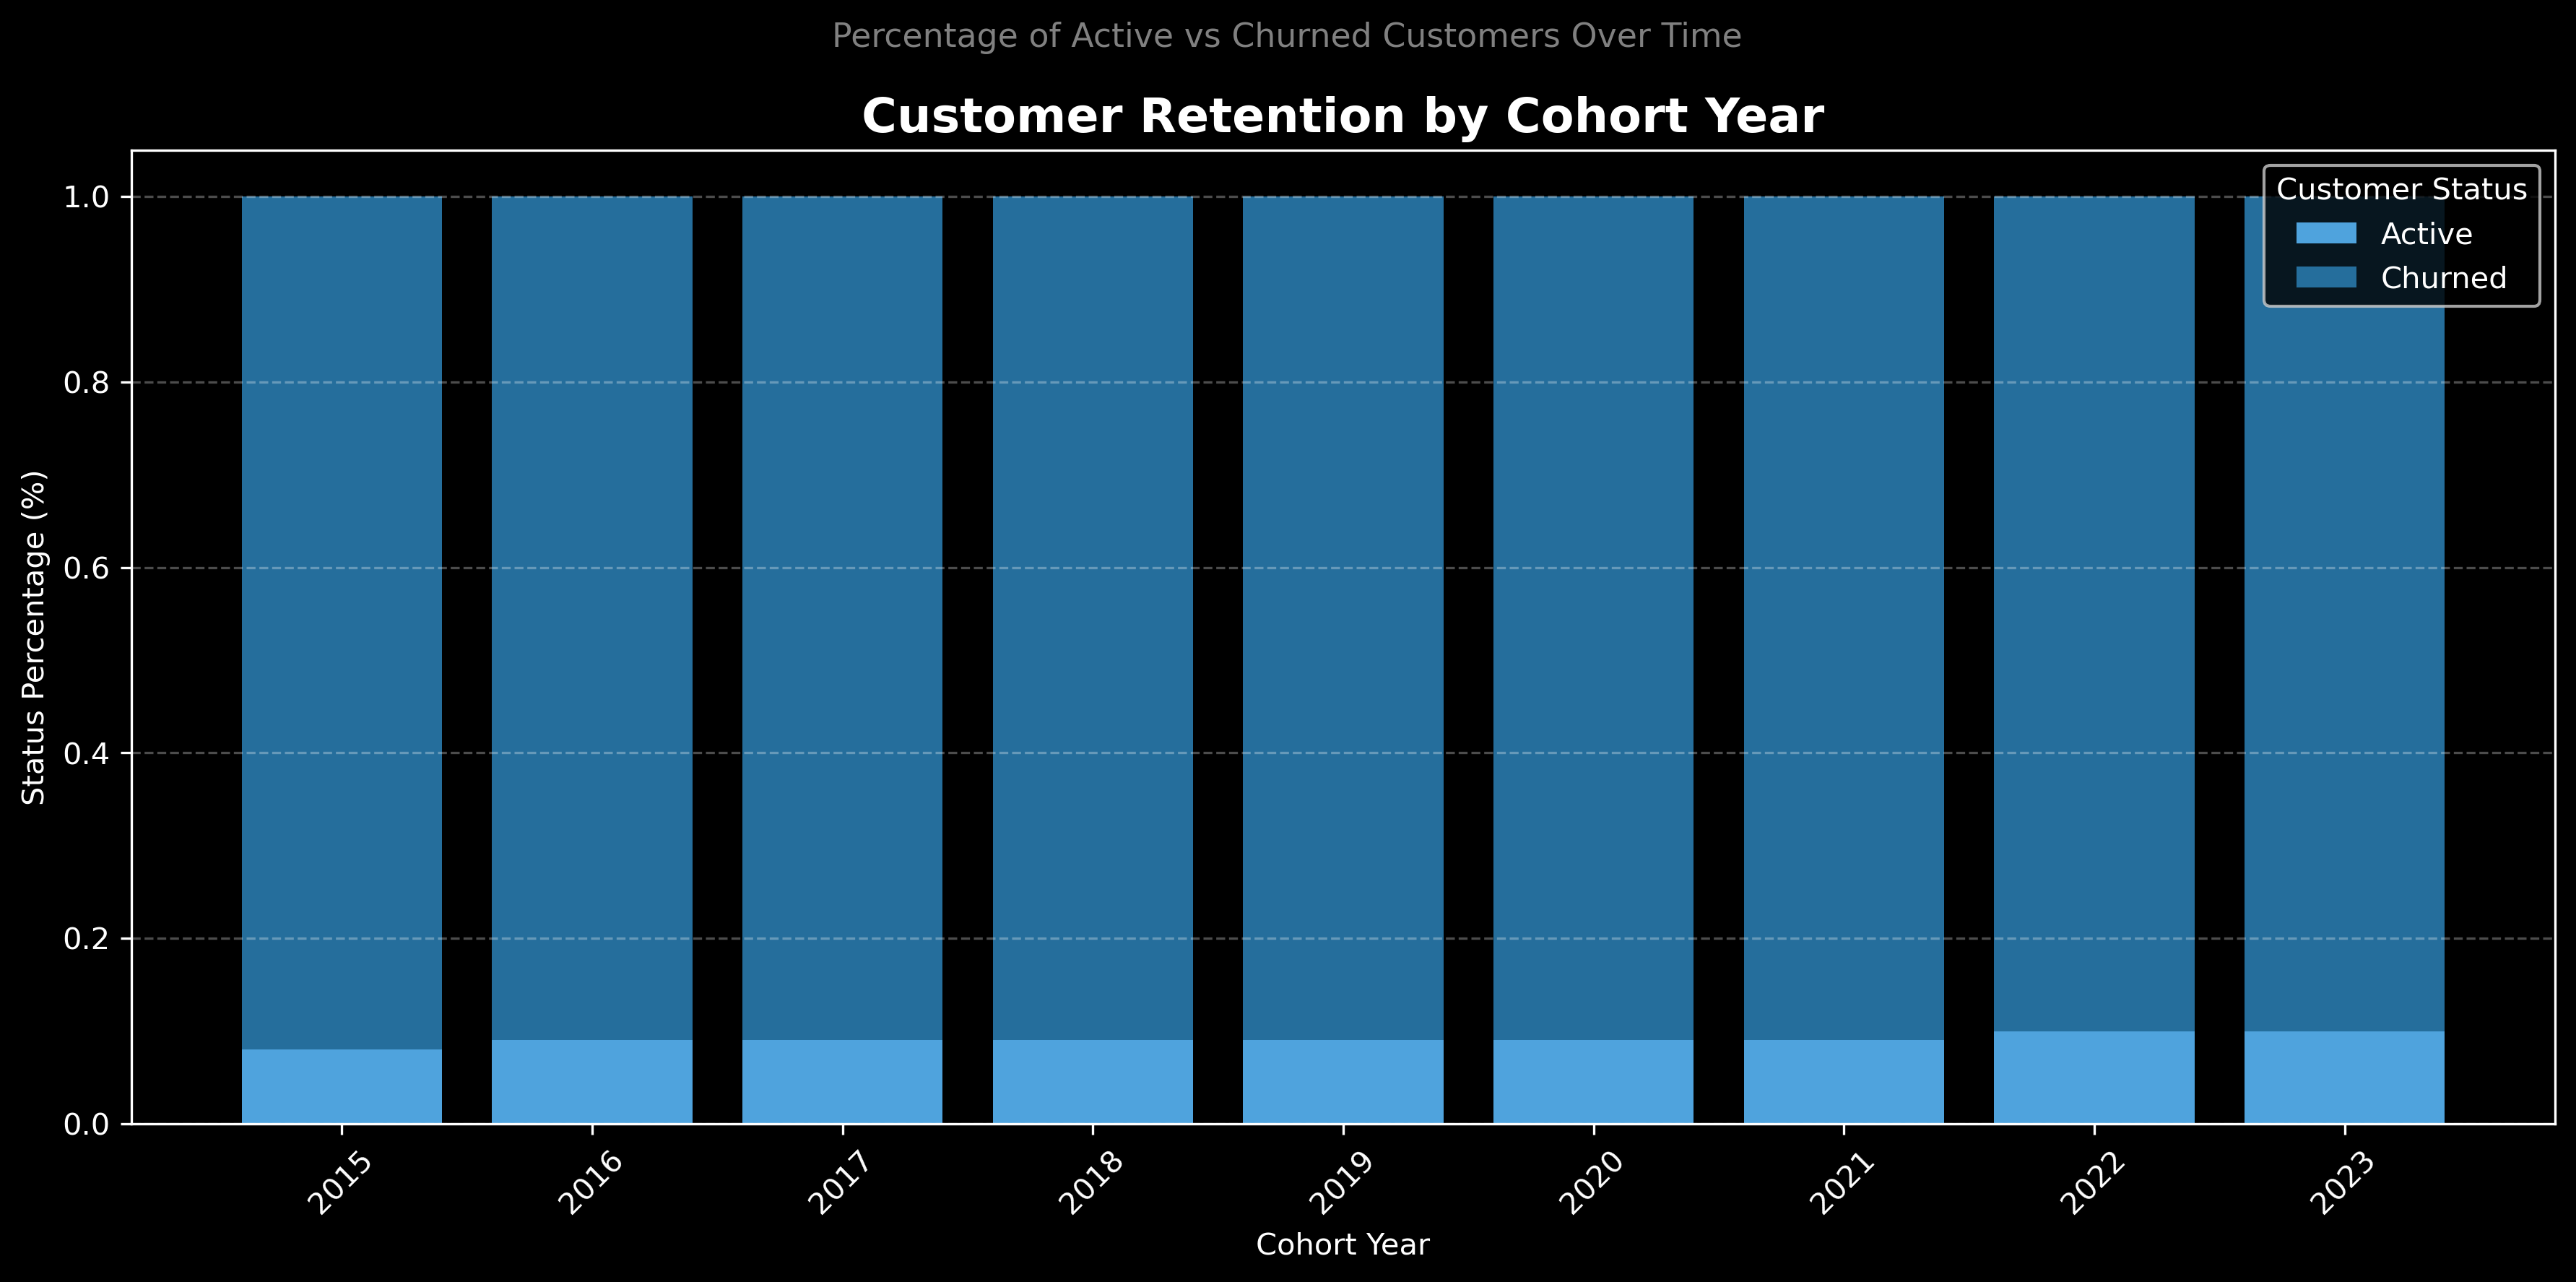 Percentage of Active vs Churned Customers Over Time
Customer Retention by Cohort Year
Customer Status
Active
Churned
Status Percentage (%)
1.0
0.8
0.6
0.4
0.2
0.0
2015
2016
2017
2018
2019
2020
2021
2022
2023
Cohort Year